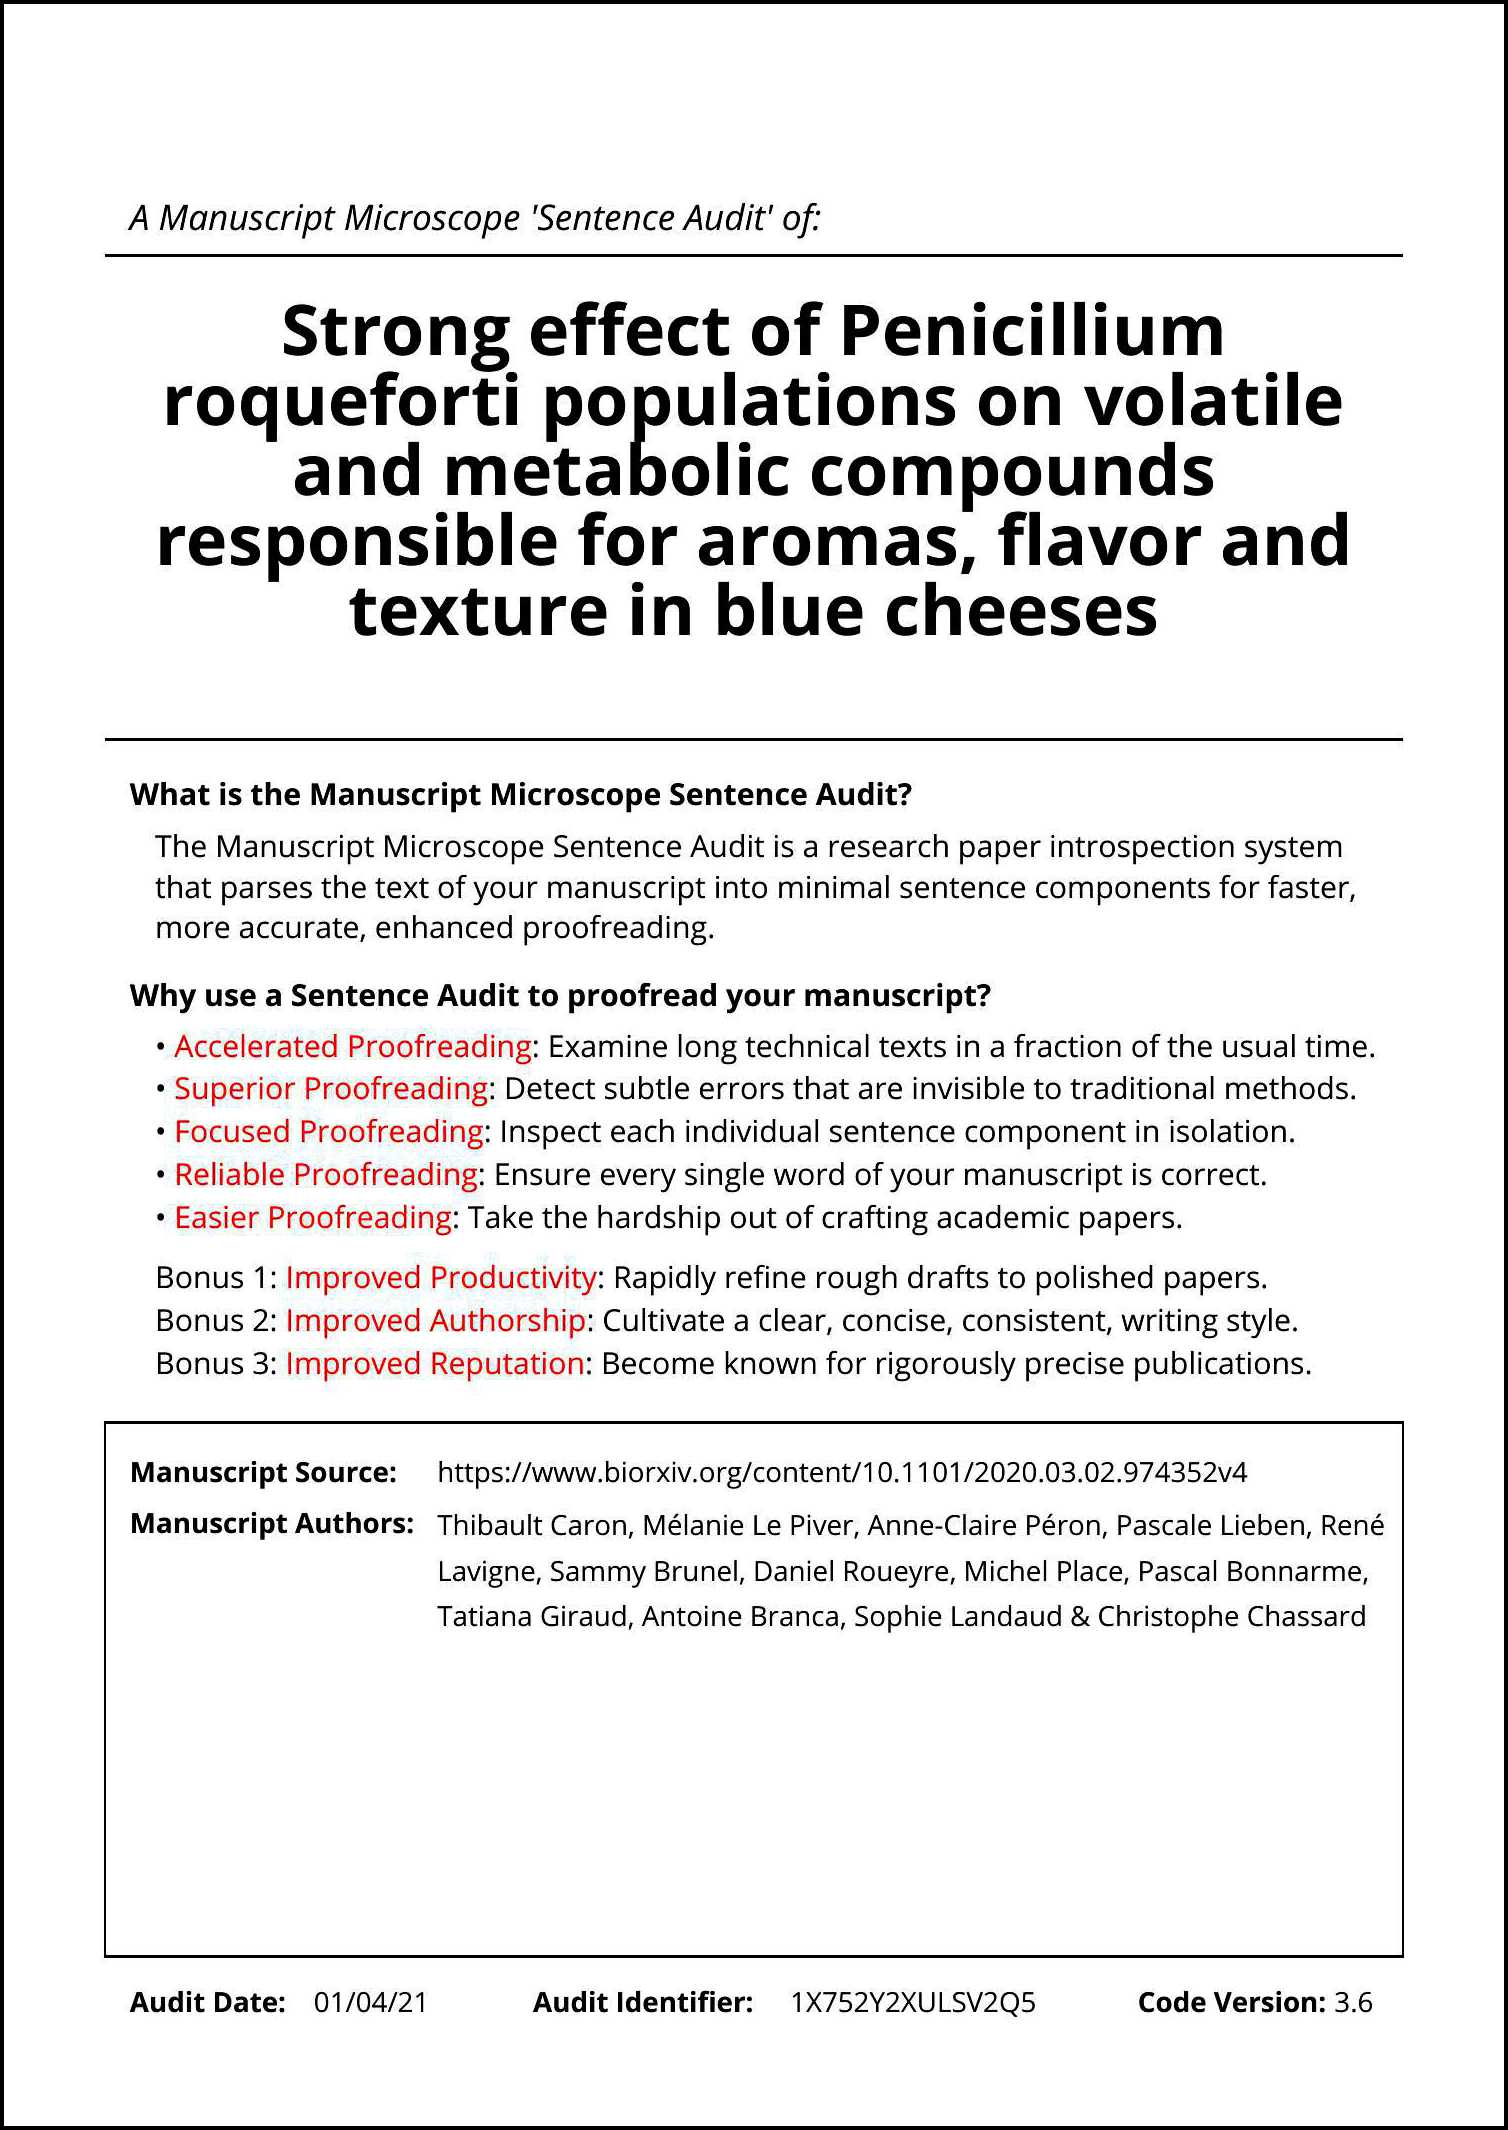 A Manuscript Microscope 'Sentence Audit' of:
Strong effect of Penicillium
roqueforti populations on volatile
and metabolic compounds
responsible for aromas, flavor and
texture in blue cheeses
What is the Manuscript Microscope Sentence Audit?
The Manuscript Microscope Sentence Audit is a research paper introspection system
that parses the text of your manuscript into minimal sentence components for faster,
more accurate, enhanced proofreading.
Why use a Sentence Audit to proofread your manuscript?
• Accelerated Proofreading: Examine long technical texts in a fraction of the usual time.
• Superior Proofreading: Detect subtle errors that are invisible to traditional methods.
• Focused Proofreading: Inspect each individual sentence component in isolation.
• Reliable Proofreading: Ensure every single word of your manuscript is correct.
• Easier Proofreading: Take the hardship out of crafting academic papers.
Bonus 1: Improved Productivity: Rapidly refine rough drafts to polished papers.
Bonus 2: Improved Authorship: Cultivate a clear, concise, consistent, writing style.
Bonus 3: Improved Reputation: Become known for rigorously precise publications.
Manuscript Source: https://www.biorxiv.org/content/10.1101/2020.03.02.974352v4
Manuscript Authors: Thibault Caron, Mélanie Le Piver, Anne-Claire Péron, Pascale Lieben, René
Lavigne, Sammy Brunel, Daniel Roueyre, Michel Place, Pascal Bonnarme,
Tatiana Giraud, Antoine Branca, Sophie Landaud & Christophe Chassard
Audit Date: 01/04/21 Audit Identifier: 1X752Y2XULSV2Q5 Code Version: 3.6